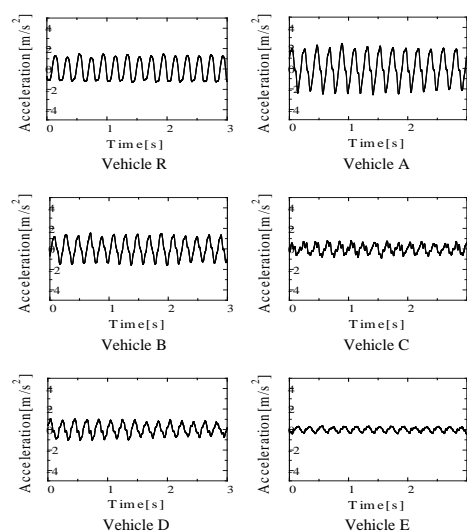 Acceleration[m/s²]
4
2
0
-2
-4
0 1 2 3
Time[s]
Vehicle R
Acceleration[m/s²]
4
2
0
-2
-4
0 1 2
Time[s]
Vehicle A
Acceleration[m/s²]
4
2
0
-2
-4
0 1 2 3
Time[s]
Vehicle B
Acceleration[m/s²]
4
2
0
-2
-4
0 1 2
Time[s]
Vehicle C
Acceleration[m/s²]
4
2
0
-2
-4
0 1 2 3
Time[s]
Vehicle D
Acceleration[m/s²]
4
2
0
-2
-4
0 1 2
Time[s]
Vehicle E